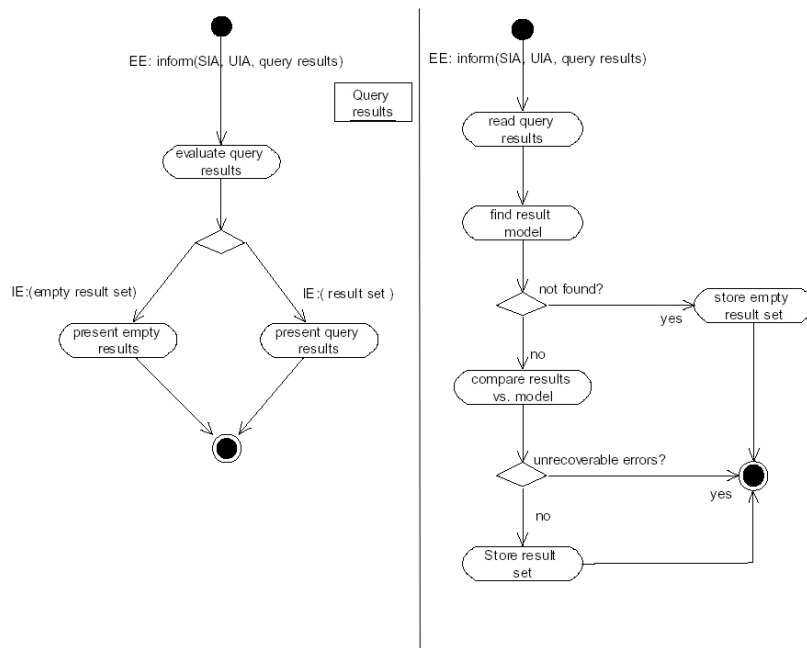 EE: inform(SIA, UIA, query results)
Query
results
evaluate query
results
IE:(empty result set)
IE:( result set )
present empty
results
present query
results
EE: inform(SIA, UIA, query results)
read query
results
find result
model
not found?
yes
store empty
result set
no
compare results
vs. model
unrecoverable errors?
yes
no
Store result
set